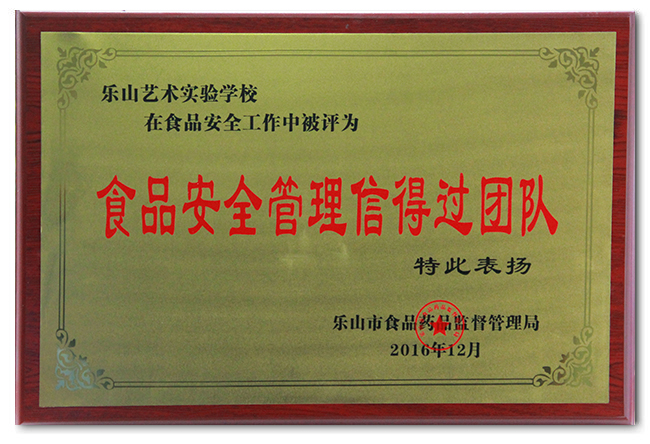 乐山艺术实验学校
在食品安全工作中被评为
食品安全管理信得过团队
特此表扬
乐山市食品药品监督管理局
2016年12月